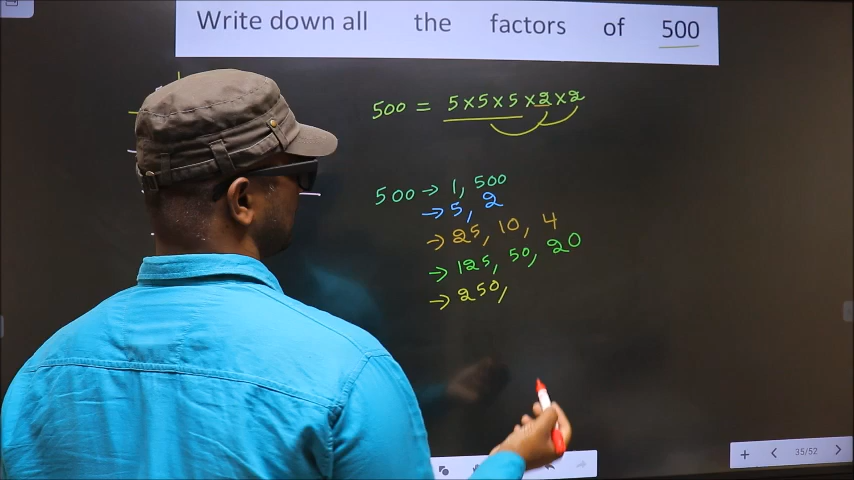 Write down all the factors of 500
500 = 5×5×5×2×2
500 → 1, 500
→ 5, 2
→ 25, 10, 4
→ 125, 50, 20
→ 250,
+ < 35/52 >